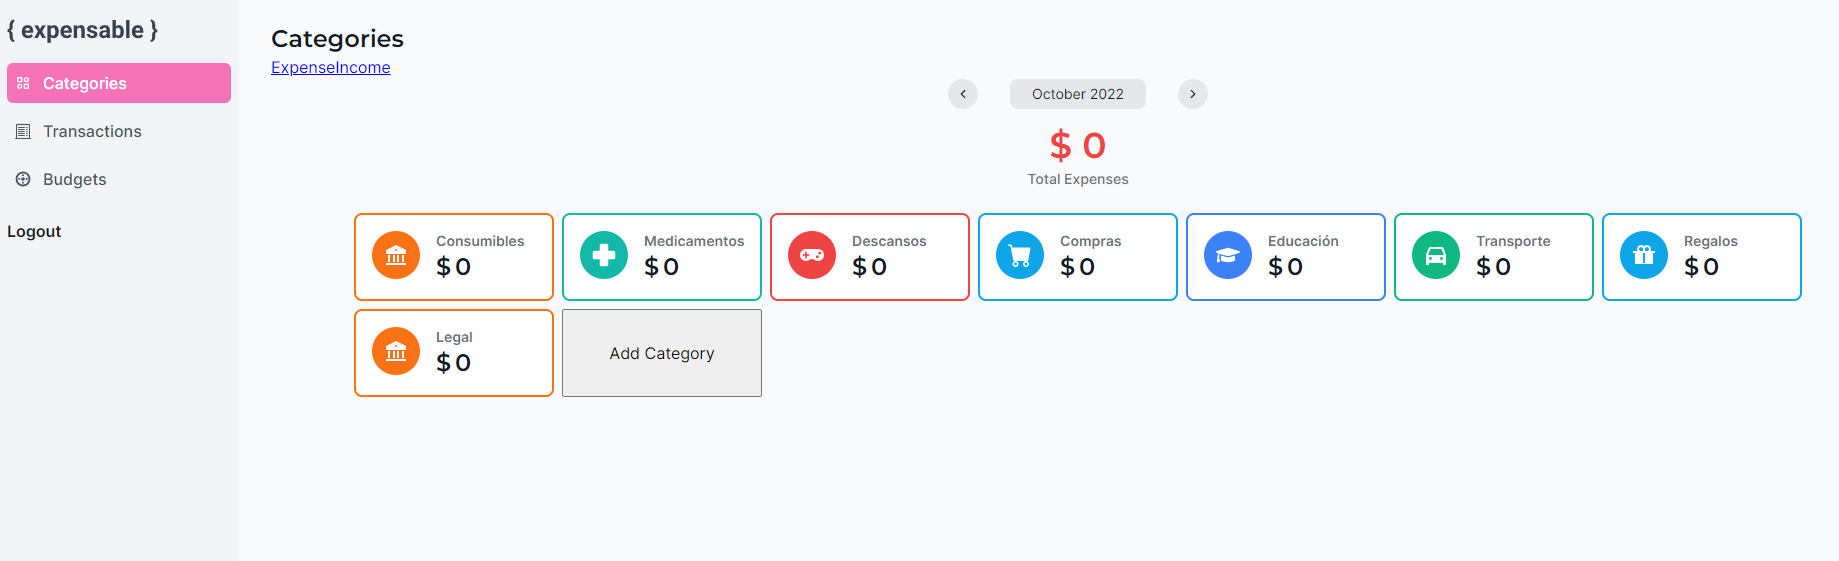 { expensable }
Categories
Transactions
Budgets
Logout
Categories
ExpenseIncome
October 2022
$ 0
Total Expenses
Consumibles
$ 0
Medicamentos
$ 0
Descansos
$ 0
Compras
$ 0
Educación
$ 0
Transporte
$ 0
Regalos
$ 0
Legal
$ 0
Add Category